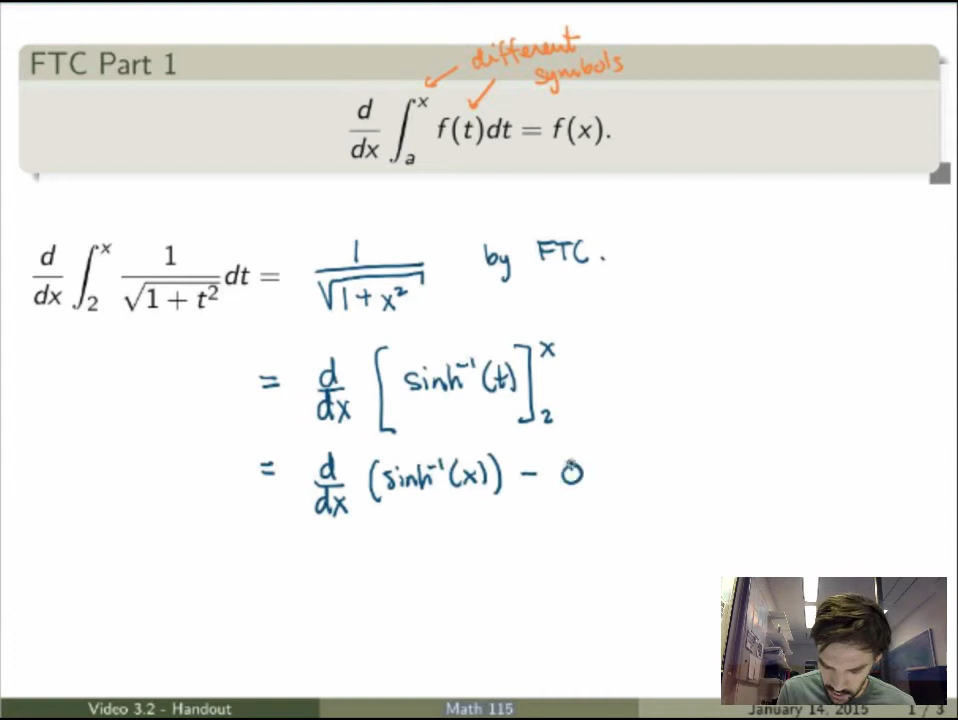 different
symbols
FTC Part 1
d/dx ∫_a^x f(t)dt = f(x).
d/dx ∫_2^x 1/√(1 + t²) dt = 1/√(1 + x²) by FTC.
= d/dx [sinh⁻¹(t)]_2^x
= d/dx (sinh⁻¹(x)) − 0
Video 3.2 - Handout Math 115 January 14, 2015 1 / 3